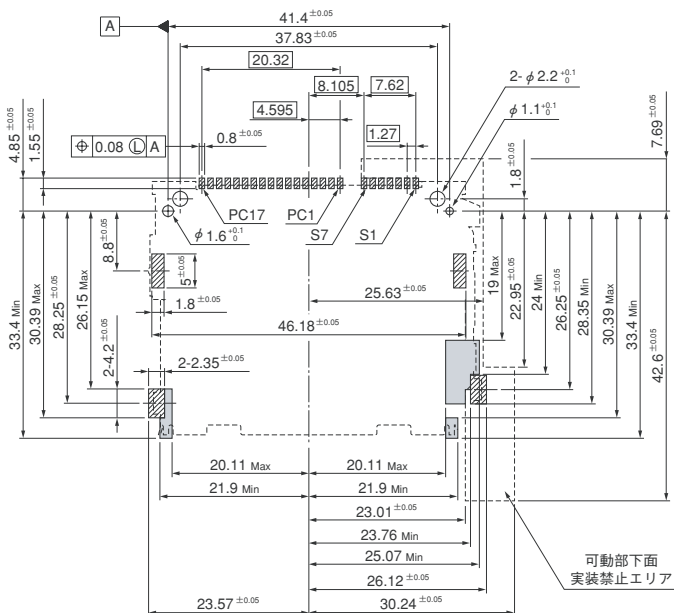 A
41.4 ±0.05
37.83 ±0.05
20.32
8.105
7.62
2- φ 2.2 +0.1 0
φ 1.1 +0.1 0
4.595
1.27
4.85 ±0.05
1.55 ±0.05
0.08 Ⓛ A
0.8 ±0.05
1.8 ±0.05
7.69 ±0.05
PC17
PC1
S7
S1
φ 1.6 +0.1 0
8.8 ±0.05
5 ±0.05
1.8 ±0.05
25.63 ±0.05
46.18 ±0.05
33.4 Min
30.39 Max
28.25 ±0.05
26.15 Max
2-4.2 ±0.05
2-2.35 ±0.05
19 Max
22.95 ±0.05
24 Min
26.25 ±0.05
28.35 Min
30.39 Max
33.4 Min
42.6 ±0.05
20.11 Max
20.11 Max
21.9 Min
21.9 Min
23.01 ±0.05
23.76 Min
25.07 Min
26.12 ±0.05
23.57 ±0.05
30.24 ±0.05
可動部下面
実装禁止エリア